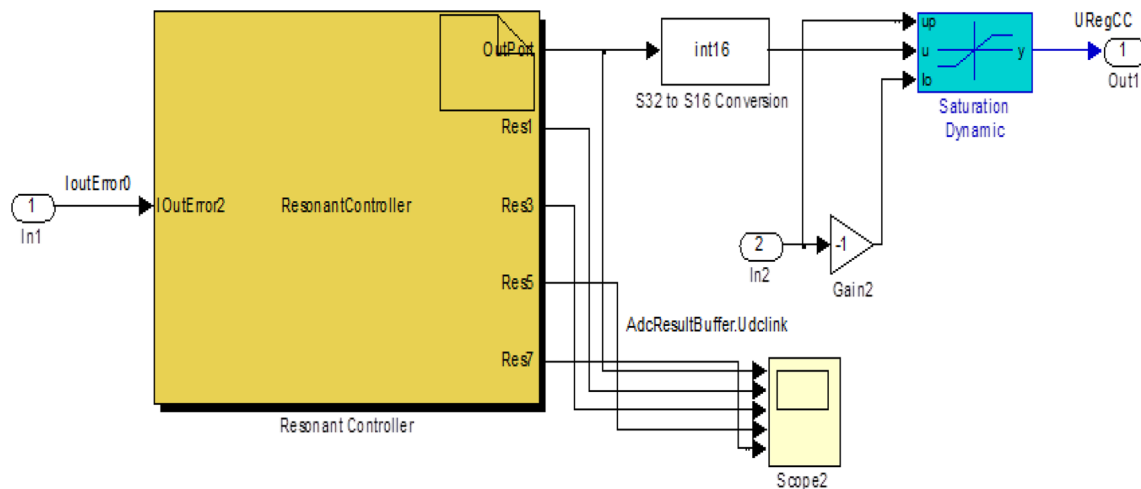 OutPort
int16
S32 to S16 Conversion
up
u
y
lo
Saturation
Dynamic
URegCC
1
Out1
Res1
IoutError0
1
In1
IOutError2
ResonantController
Res3
Res5
Res7
2
In2
-1
Gain2
AdcResultBuffer.Udclink
Resonant Controller
Scope2